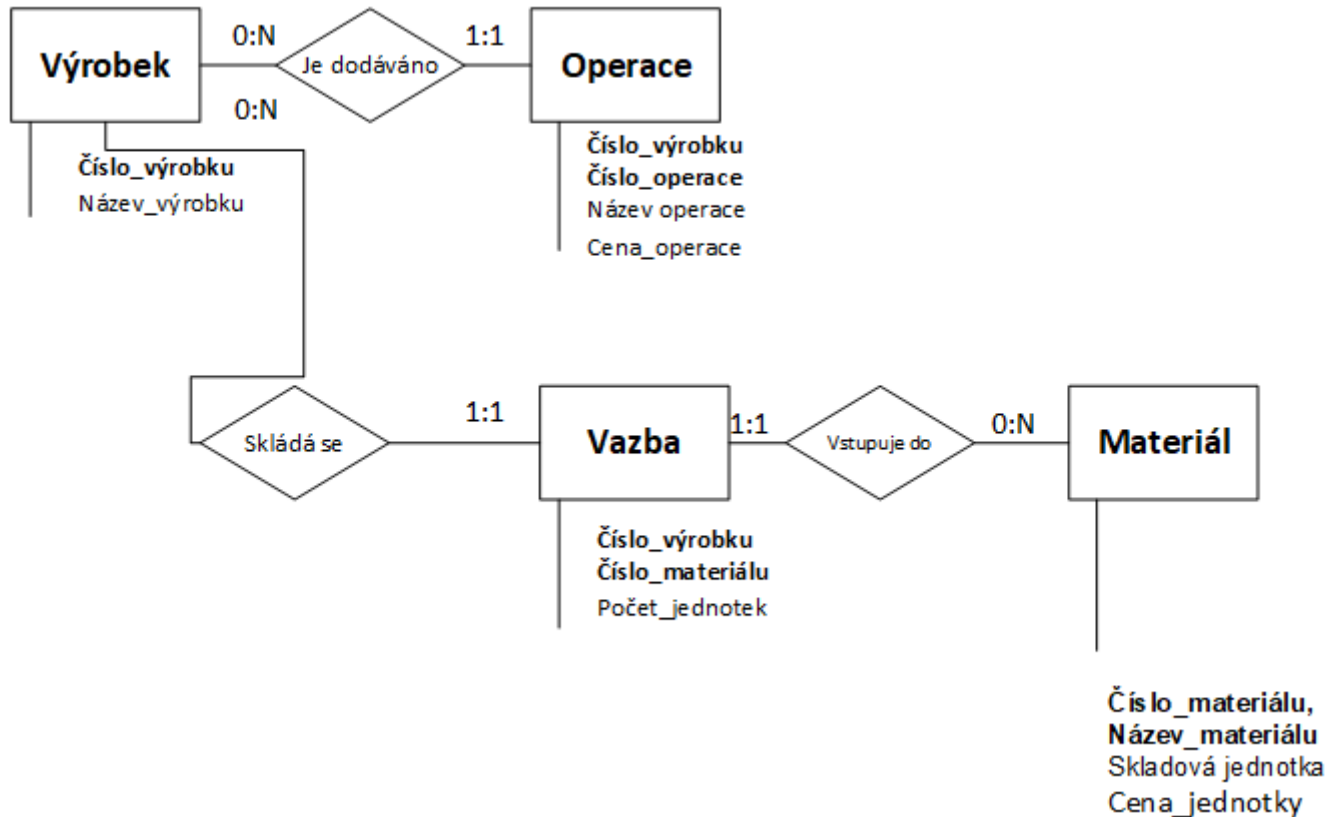 Výrobek
0:N
Je dodáváno
1:1
Operace
0:N
Číslo_výrobku
Název_výrobku
Číslo_výrobku
Číslo_operace
Název operace
Cena_operace
Skládá se
1:1
Vazba
1:1
Vstupuje do
0:N
Materiál
Číslo_výrobku
Číslo_materiálu
Počet_jednotek
Číslo_materiálu,
Název_materiálu
Skladová jednotka
Cena_jednotky